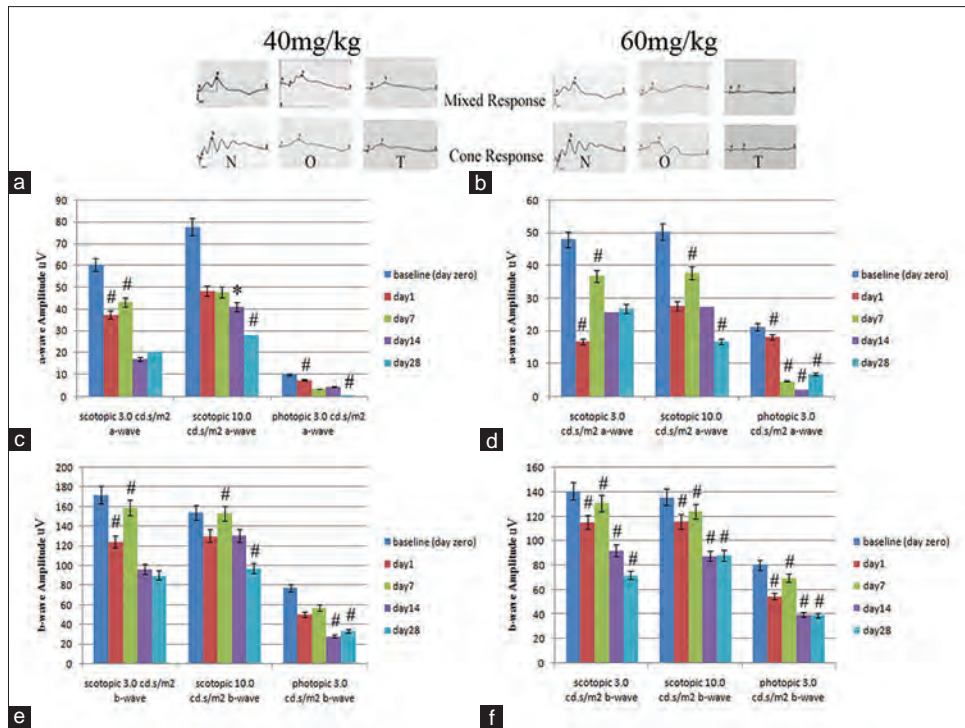 40mg/kg
60mg/kg
Mixed Response
Cone Response
N
O
T
N
O
T
a
b
90
80
70
60
50
40
30
20
10
0
a-wave Amplitude uV
# # * # # #
scotopic 3.0 cd.s/m2
a-wave
scotopic 10.0
cd.s/m2 a-wave
photopic 3.0 cd.s/m2
a-wave
baseline (day zero)
day1
day7
day14
day28
c
60
50
40
30
20
10
0
a-wave Amplitude uV
# # # # # # # #
scotopic 3.0
cd.s/m2 a-wave
scotopic 10.0
cd.s/m2 a-wave
photopic 3.0
cd.s/m2 a-wave
baseline (day zero)
day1
day7
day14
day28
d
200
180
160
140
120
100
80
60
40
20
0
b-wave Amplitude uV
# # # # # #
scotopic 3.0 cd.s/m2
b-wave
scotopic 10.0
cd.s/m2 b-wave
photopic 3.0
cd.s/m2 b-wave
baseline (day zero)
day1
day7
day14
day28
e
160
140
120
100
80
60
40
20
0
b-wave Amplitude uV
# # # # # # # # # # # #
scotopic 3.0
cd.s/m2 b-wave
scotopic 10.0
cd.s/m2 b-wave
photopic 3.0
cd.s/m2 b-wave
baseline (day zero)
day1
day7
day14
day28
f